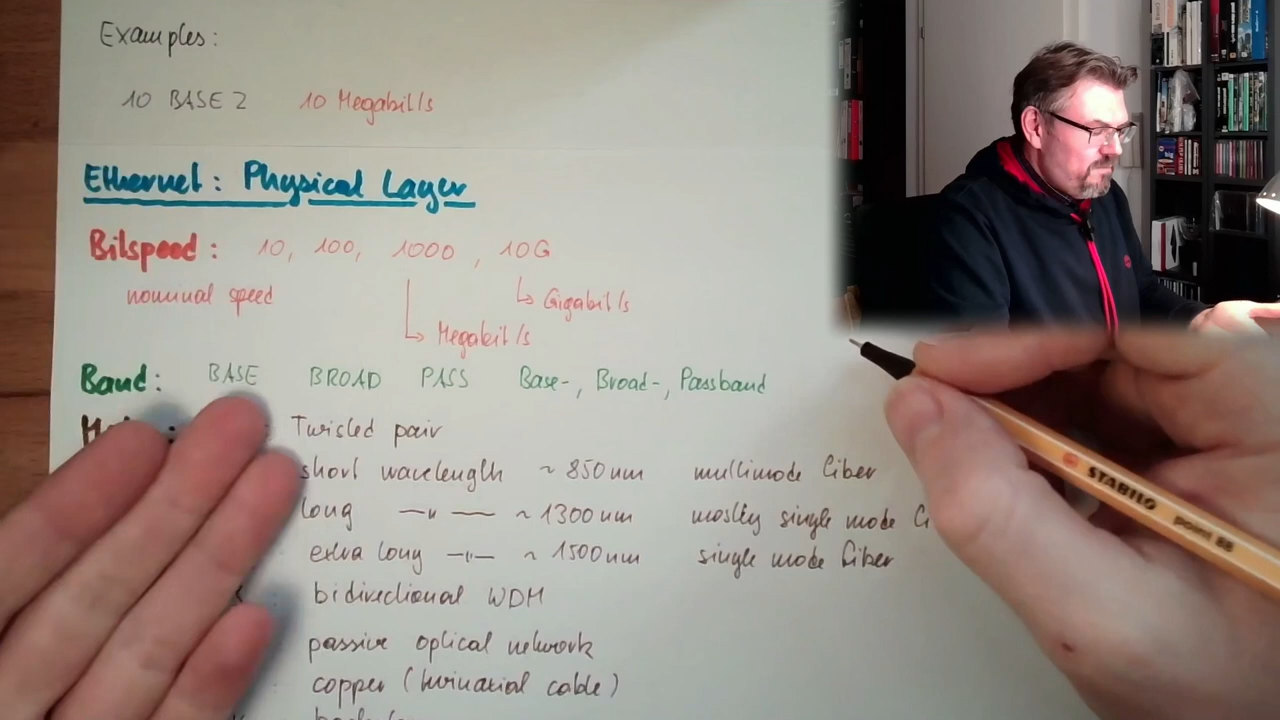 Examples:
10 BASE 2 10 Megabit/s
Ethernet: Physical Layer
Bitspeed: 10, 100, 1000, 10G
nominal speed
Gigabit/s
Megabit/s
Band: BASE BROAD PASS Base-, Broad-, Passband
Twisted pair
short wavelength ~850nm multimode fiber
long —"— ~1300nm mostly single mode
extra long —"— ~1500nm single mode fiber
bidirectional WDM
passive optical network
copper (twinaxial cable)
STABILO point 88